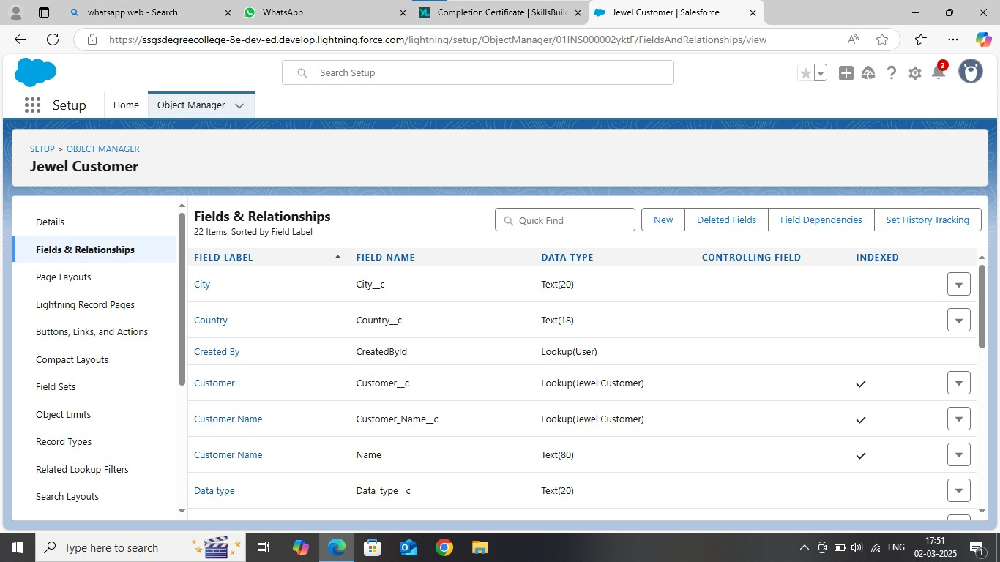 whatsapp web - Search
WhatsApp
Completion Certificate | SkillsBuil
Jewel Customer | Salesforce
https://ssgsdegreecollege-8e-dev-ed.develop.lightning.force.com/lightning/setup/ObjectManager/01INS000002yktF/FieldsAndRelationships/view
Search Setup
2
Setup
Home
Object Manager
SETUP > OBJECT MANAGER
Jewel Customer
Details
Fields & Relationships
Page Layouts
Lightning Record Pages
Buttons, Links, and Actions
Compact Layouts
Field Sets
Object Limits
Record Types
Related Lookup Filters
Search Layouts
Fields & Relationships
22 Items, Sorted by Field Label
Quick Find
New
Deleted Fields
Field Dependencies
Set History Tracking
FIELD LABEL FIELD NAME DATA TYPE CONTROLLING FIELD INDEXED
City City__c Text(20)
Country Country__c Text(18)
Created By CreatedById Lookup(User)
Customer Customer__c Lookup(Jewel Customer)
Customer Name Customer_Name__c Lookup(Jewel Customer)
Customer Name Name Text(80)
Data type Data_type__c Text(20)
Type here to search
ENG
17:51
02-03-2025
1